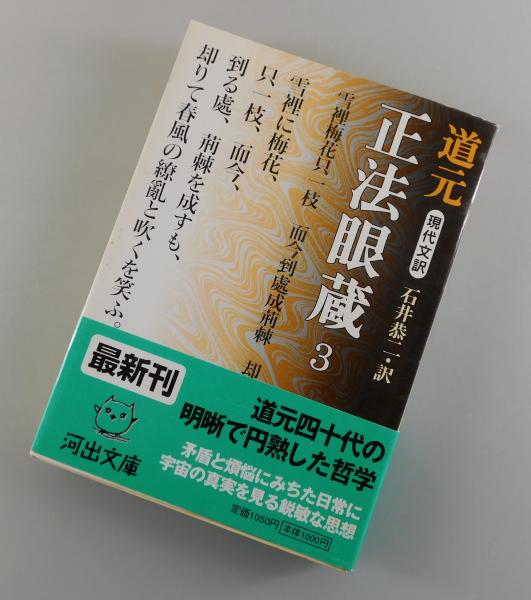 道元
正法眼蔵 3
現代文訳
石井恭二・訳
雪裡梅花只一枝 而今到處成荊棘 却
雪裡に梅花、
只一枝、
到る處、而今、
荊棘を成すも、
却りて春風の繚亂と吹くを笑ふ。
最新刊
河出文庫
道元四十代の
明晰で円熟した哲学
矛盾と煩悩にみちた日常に
宇宙の真実を見る鋭敏な思想
定価1050円 本体1000円